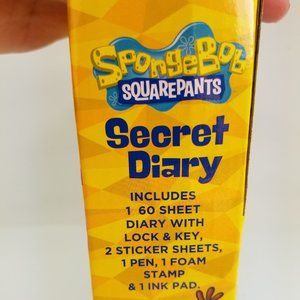 SpongeBob
SQUAREPANTS
Secret
Diary
INCLUDES
1 60 SHEET
DIARY WITH
LOCK & KEY,
2 STICKER SHEETS,
1 PEN, 1 FOAM
STAMP
& 1 INK PAD.